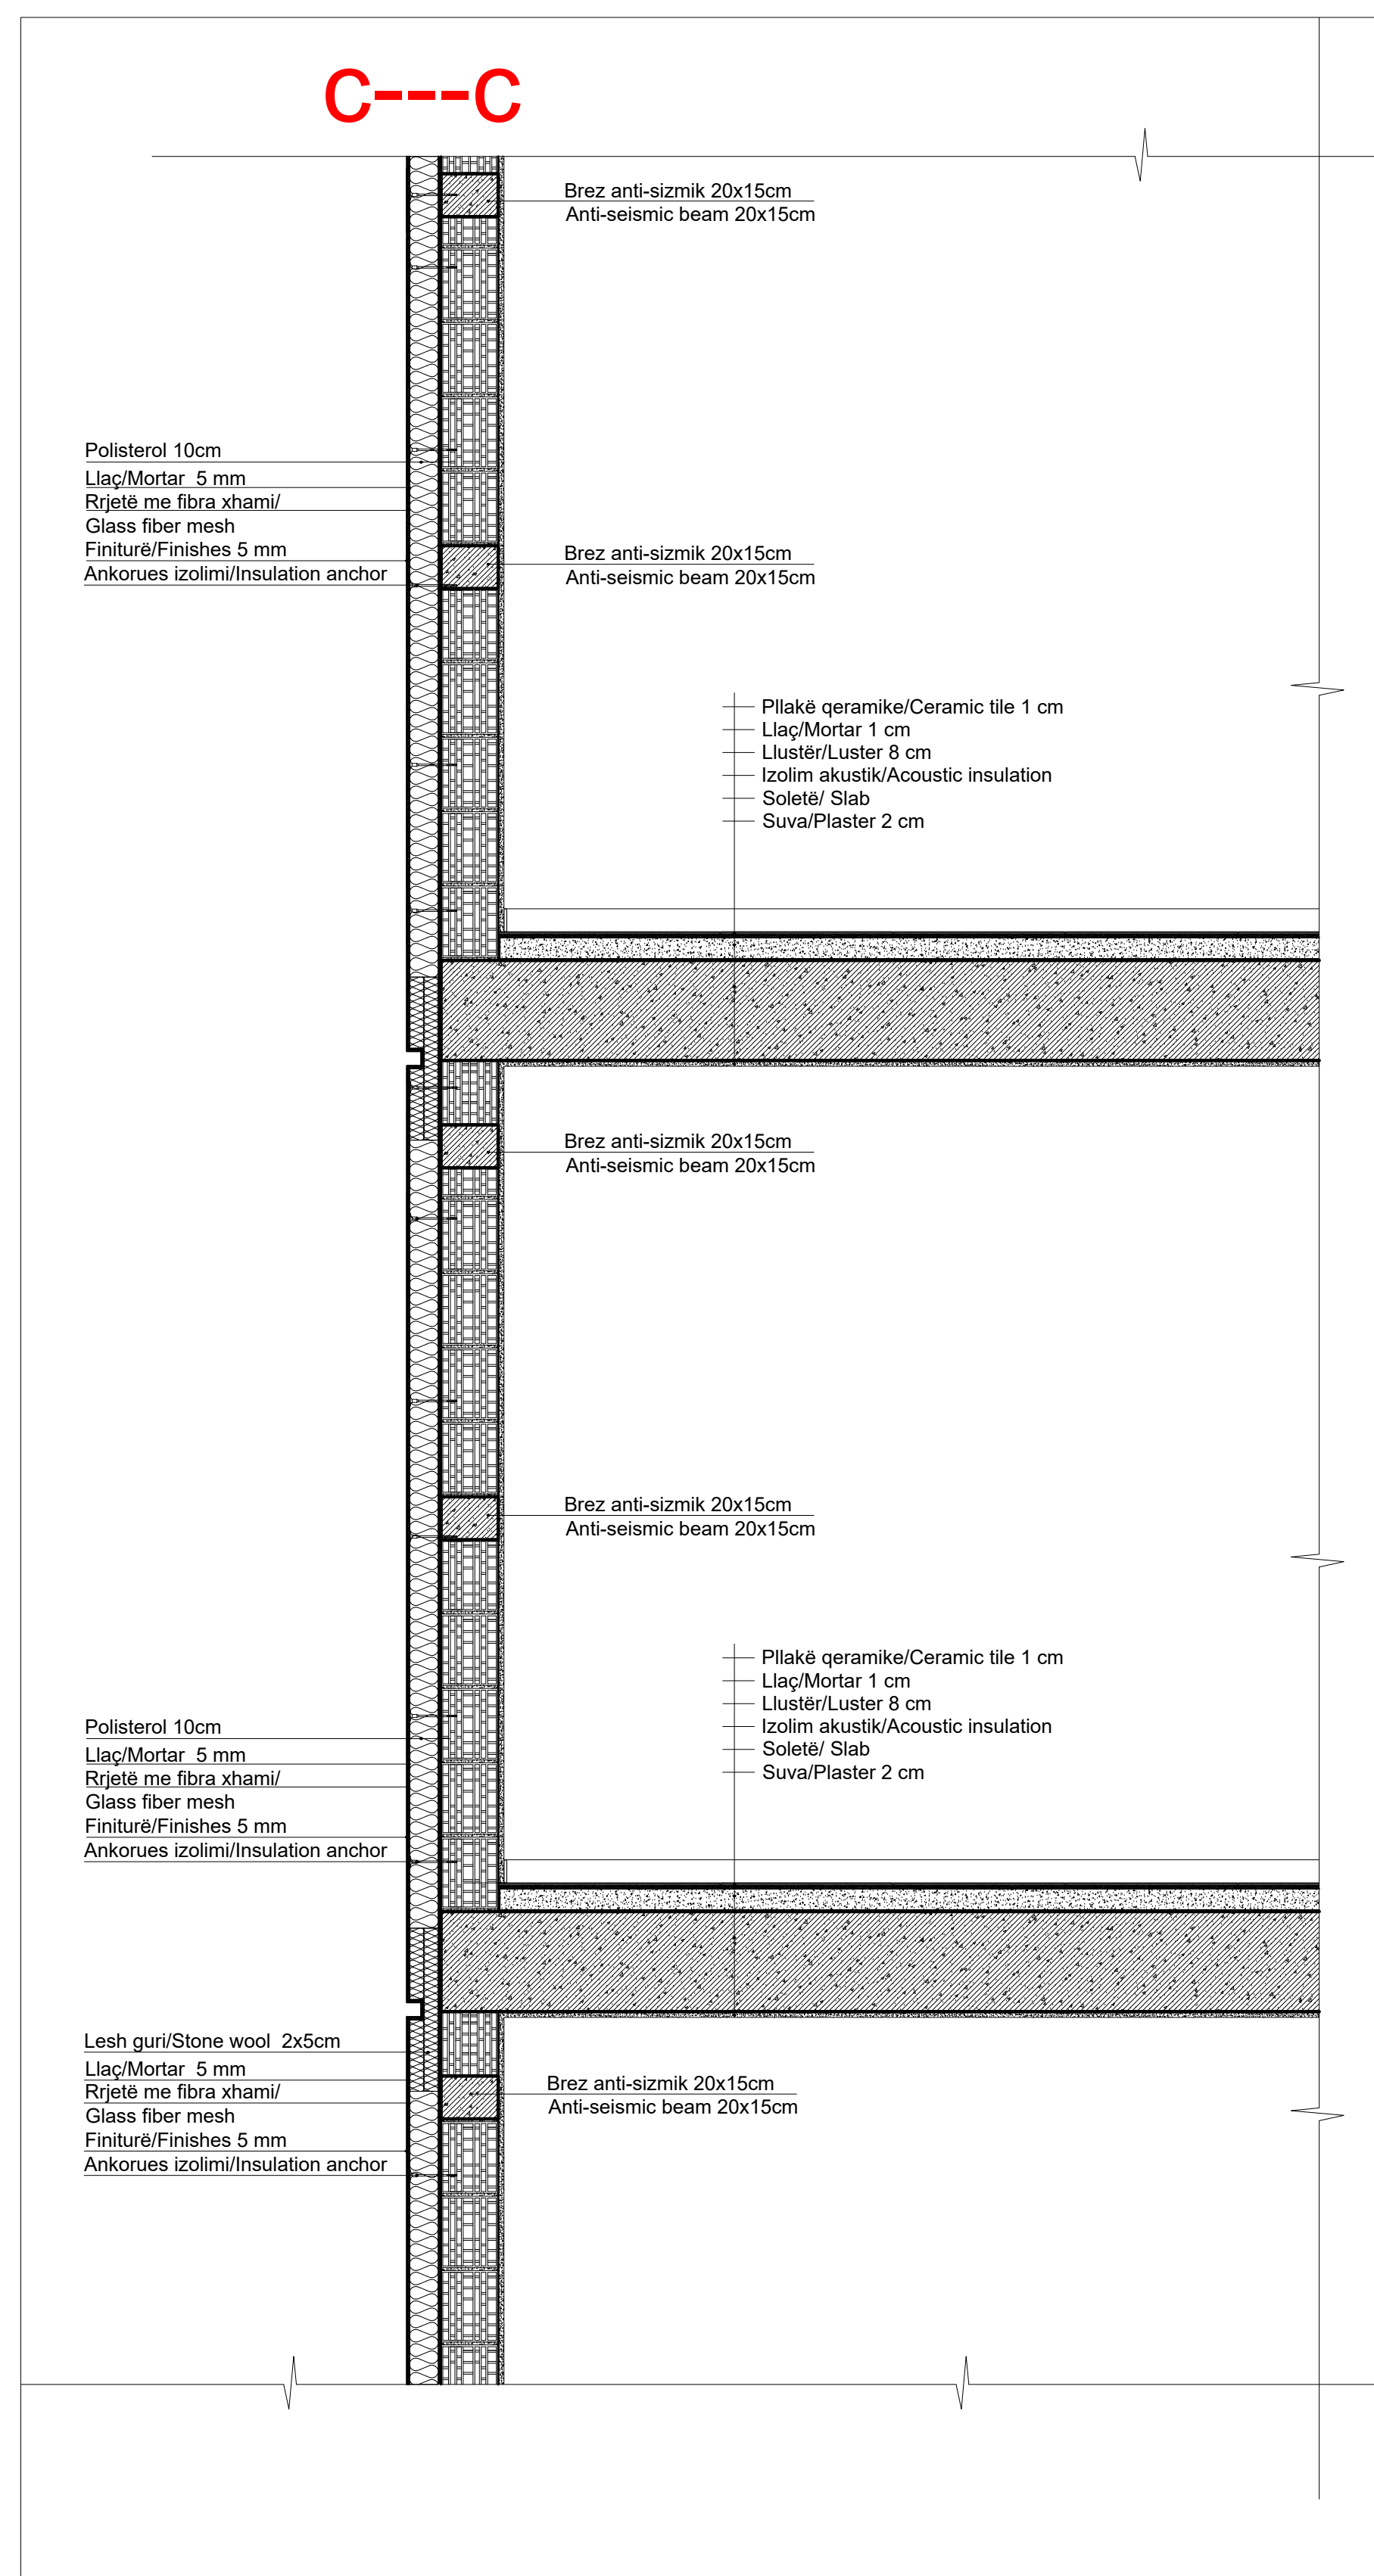 C---C
Brez anti-sizmik 20x15cm
Anti-seismic beam 20x15cm
Polisterol 10cm
Llaç/Mortar 5 mm
Rrjetë me fibra xhami/
Glass fiber mesh
Finiturë/Finishes 5 mm
Ankorues izolimi/Insulation anchor
Brez anti-sizmik 20x15cm
Anti-seismic beam 20x15cm
Pllakë qeramike/Ceramic tile 1 cm
Llaç/Mortar 1 cm
Llustër/Luster 8 cm
Izolim akustik/Acoustic insulation
Soletë/ Slab
Suva/Plaster 2 cm
Brez anti-sizmik 20x15cm
Anti-seismic beam 20x15cm
Brez anti-sizmik 20x15cm
Anti-seismic beam 20x15cm
Pllakë qeramike/Ceramic tile 1 cm
Llaç/Mortar 1 cm
Llustër/Luster 8 cm
Izolim akustik/Acoustic insulation
Soletë/ Slab
Suva/Plaster 2 cm
Polisterol 10cm
Llaç/Mortar 5 mm
Rrjetë me fibra xhami/
Glass fiber mesh
Finiturë/Finishes 5 mm
Ankorues izolimi/Insulation anchor
Lesh guri/Stone wool 2x5cm
Llaç/Mortar 5 mm
Rrjetë me fibra xhami/
Glass fiber mesh
Finiturë/Finishes 5 mm
Ankorues izolimi/Insulation anchor
Brez anti-sizmik 20x15cm
Anti-seismic beam 20x15cm